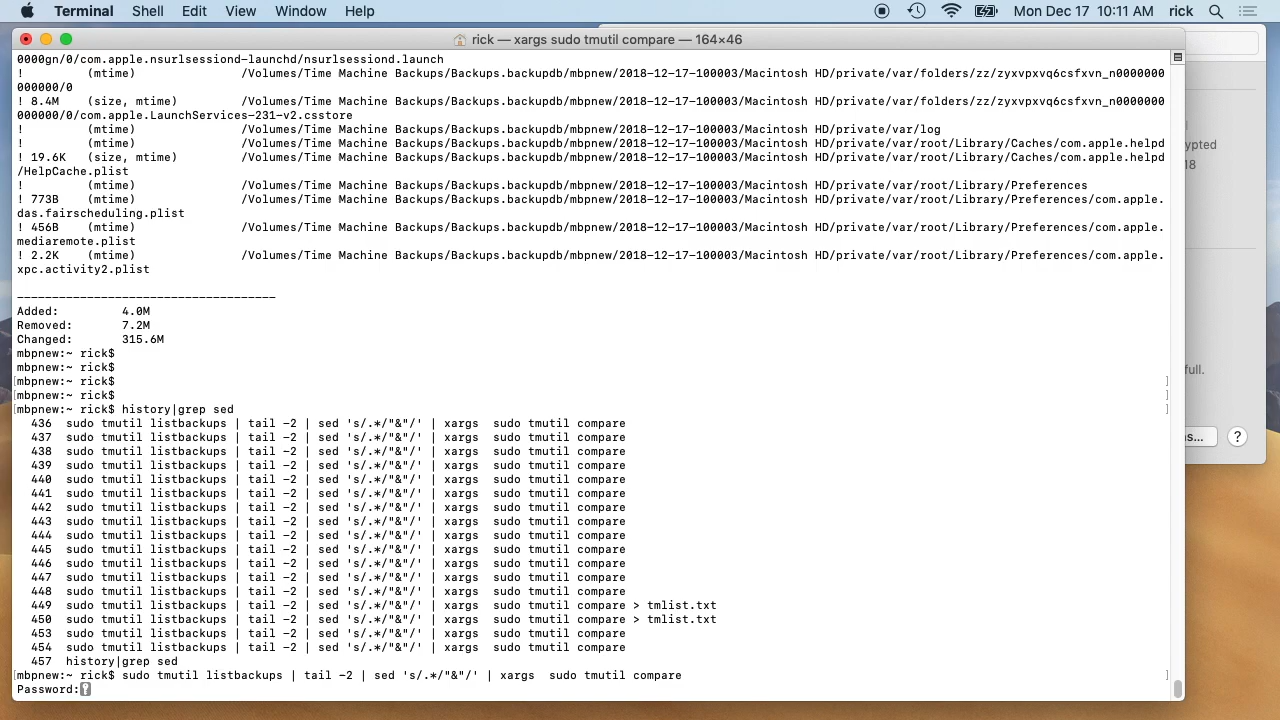 Terminal Shell Edit View Window Help Mon Dec 17 10:11 AM rick
rick — xargs sudo tmutil compare — 164×46
0000gn/0/com.apple.nsurlsessiond-launchd/nsurlsessiond.launch
! (mtime) /Volumes/Time Machine Backups/Backups.backupdb/mbpnew/2018-12-17-100003/Macintosh HD/private/var/folders/zz/zyxvpxvq6csfxvn_n0000000
000000/0
! 8.4M (size, mtime) /Volumes/Time Machine Backups/Backups.backupdb/mbpnew/2018-12-17-100003/Macintosh HD/private/var/folders/zz/zyxvpxvq6csfxvn_n0000000
000000/0/com.apple.LaunchServices-231-v2.csstore
! (mtime) /Volumes/Time Machine Backups/Backups.backupdb/mbpnew/2018-12-17-100003/Macintosh HD/private/var/log
! (mtime) /Volumes/Time Machine Backups/Backups.backupdb/mbpnew/2018-12-17-100003/Macintosh HD/private/var/root/Library/Caches/com.apple.helpd
! 19.6K (size, mtime) /Volumes/Time Machine Backups/Backups.backupdb/mbpnew/2018-12-17-100003/Macintosh HD/private/var/root/Library/Caches/com.apple.helpd
/HelpCache.plist
! (mtime) /Volumes/Time Machine Backups/Backups.backupdb/mbpnew/2018-12-17-100003/Macintosh HD/private/var/root/Library/Preferences
! 773B (mtime) /Volumes/Time Machine Backups/Backups.backupdb/mbpnew/2018-12-17-100003/Macintosh HD/private/var/root/Library/Preferences/com.apple.
das.fairscheduling.plist
! 456B (mtime) /Volumes/Time Machine Backups/Backups.backupdb/mbpnew/2018-12-17-100003/Macintosh HD/private/var/root/Library/Preferences/com.apple.
mediaremote.plist
! 2.2K (mtime) /Volumes/Time Machine Backups/Backups.backupdb/mbpnew/2018-12-17-100003/Macintosh HD/private/var/root/Library/Preferences/com.apple.
xpc.activity2.plist
-------------------------------------
Added: 4.0M
Removed: 7.2M
Changed: 315.6M
mbpnew:~ rick$
mbpnew:~ rick$
[mbpnew:~ rick$ ]
[mbpnew:~ rick$ ]
[mbpnew:~ rick$ history|grep sed ]
436 sudo tmutil listbackups | tail -2 | sed 's/.*/"&"/' | xargs sudo tmutil compare
437 sudo tmutil listbackups | tail -2 | sed 's/.*/"&"/' | xargs sudo tmutil compare
438 sudo tmutil listbackups | tail -2 | sed 's/.*/"&"/' | xargs sudo tmutil compare
439 sudo tmutil listbackups | tail -2 | sed 's/.*/"&"/' | xargs sudo tmutil compare
440 sudo tmutil listbackups | tail -2 | sed 's/.*/"&"/' | xargs sudo tmutil compare
441 sudo tmutil listbackups | tail -2 | sed 's/.*/"&"/' | xargs sudo tmutil compare
442 sudo tmutil listbackups | tail -2 | sed 's/.*/"&"/' | xargs sudo tmutil compare
443 sudo tmutil listbackups | tail -2 | sed 's/.*/"&"/' | xargs sudo tmutil compare
444 sudo tmutil listbackups | tail -2 | sed 's/.*/"&"/' | xargs sudo tmutil compare
445 sudo tmutil listbackups | tail -2 | sed 's/.*/"&"/' | xargs sudo tmutil compare
446 sudo tmutil listbackups | tail -2 | sed 's/.*/"&"/' | xargs sudo tmutil compare
447 sudo tmutil listbackups | tail -2 | sed 's/.*/"&"/' | xargs sudo tmutil compare
448 sudo tmutil listbackups | tail -2 | sed 's/.*/"&"/' | xargs sudo tmutil compare
449 sudo tmutil listbackups | tail -2 | sed 's/.*/"&"/' | xargs sudo tmutil compare > tmlist.txt
450 sudo tmutil listbackups | tail -2 | sed 's/.*/"&"/' | xargs sudo tmutil compare > tmlist.txt
453 sudo tmutil listbackups | tail -2 | sed 's/.*/"&"/' | xargs sudo tmutil compare
454 sudo tmutil listbackups | tail -2 | sed 's/.*/"&"/' | xargs sudo tmutil compare
457 history|grep sed
[mbpnew:~ rick$ sudo tmutil listbackups | tail -2 | sed 's/.*/"&"/' | xargs sudo tmutil compare ]
Password:
ypted
18
full.
s...
?